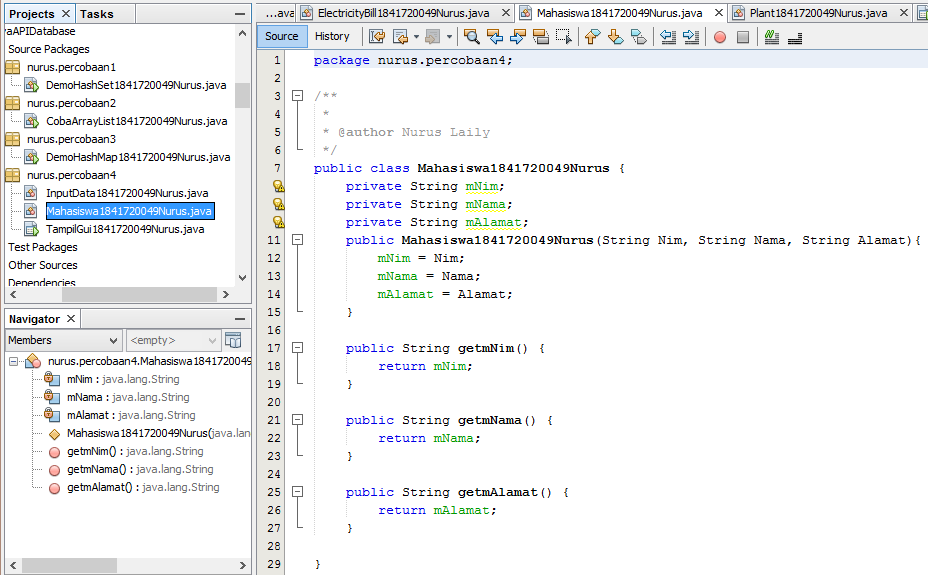 Projects X Tasks
vaAPIDatabase
Source Packages
nurus.percobaan1
DemoHashSet1841720049Nurus.java
nurus.percobaan2
CobaArrayList1841720049Nurus.java
nurus.percobaan3
DemoHashMap1841720049Nurus.java
nurus.percobaan4
InputData1841720049Nurus.java
Mahasiswa1841720049Nurus.java
TampilGui1841720049Nurus.java
Test Packages
Other Sources
Dependencies
Navigator X
Members <empty>
nurus.percobaan4.Mahasiswa1841720049
mNim : java.lang.String
mNama : java.lang.String
mAlamat : java.lang.String
Mahasiswa1841720049Nurus(java.lan
getmNim() : java.lang.String
getmNama() : java.lang.String
getmAlamat() : java.lang.String
...ava ElectricityBill1841720049Nurus.java Mahasiswa1841720049Nurus.java Plant1841720049Nurus.java
Source History
1 package nurus.percobaan4;
2
3 /**
4 *
5 * @author Nurus Laily
6 */
7 public class Mahasiswa1841720049Nurus {
private String mNim;
private String mNama;
private String mAlamat;
11 public Mahasiswa1841720049Nurus(String Nim, String Nama, String Alamat){
12 mNim = Nim;
13 mNama = Nama;
14 mAlamat = Alamat;
15 }
16
17 public String getmNim() {
18 return mNim;
19 }
20
21 public String getmNama() {
22 return mNama;
23 }
24
25 public String getmAlamat() {
26 return mAlamat;
27 }
28
29 }